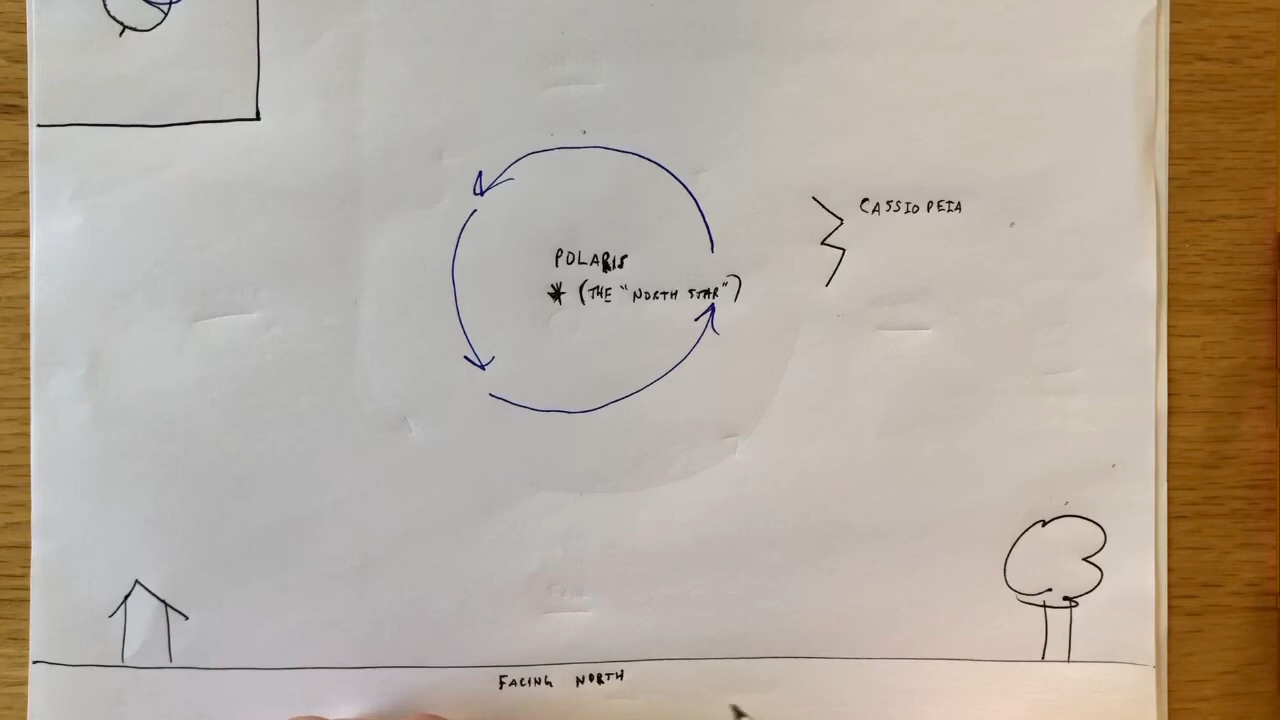 CASSIOPEIA
POLARIS
(THE "NORTH STAR")
FACING NORTH